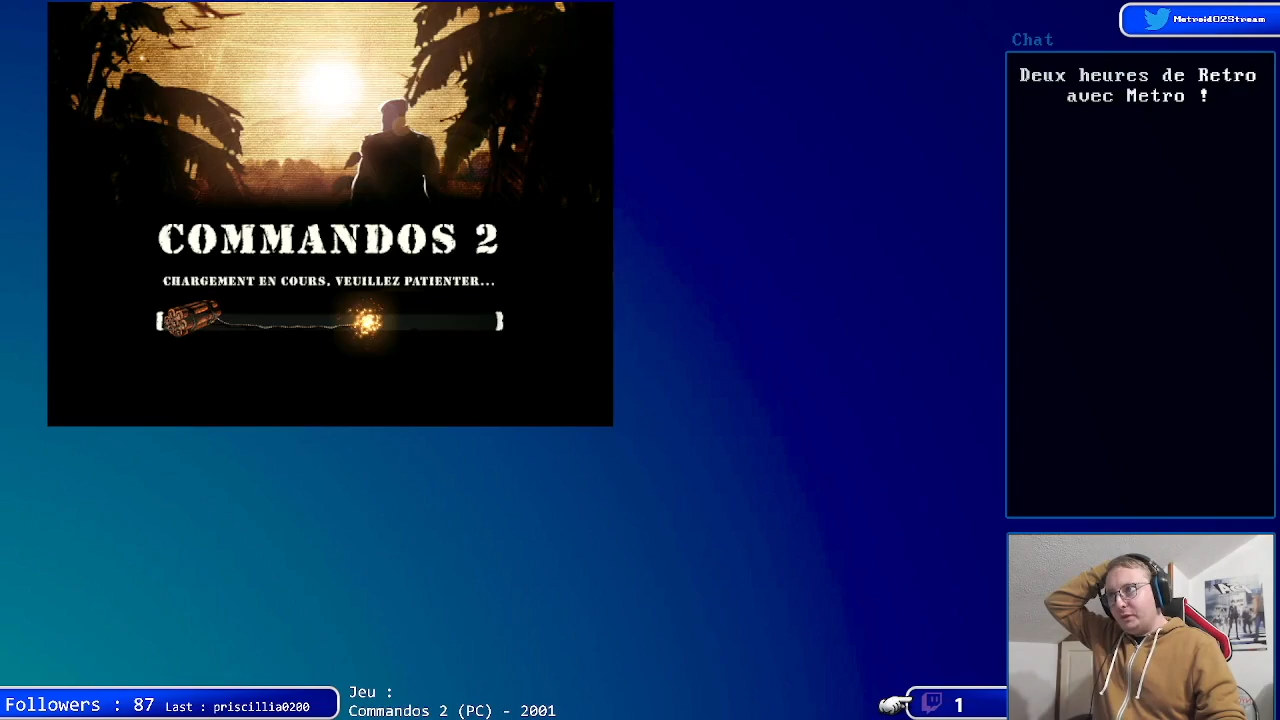 Metroid02Stream
Chat
Deux heures de Retro
avec Metro !
COMMANDOS 2
CHARGEMENT EN COURS, VEUILLEZ PATIENTER...
Followers : 87 Last : priscillia0200
Jeu :
Commandos 2 (PC) - 2001
1